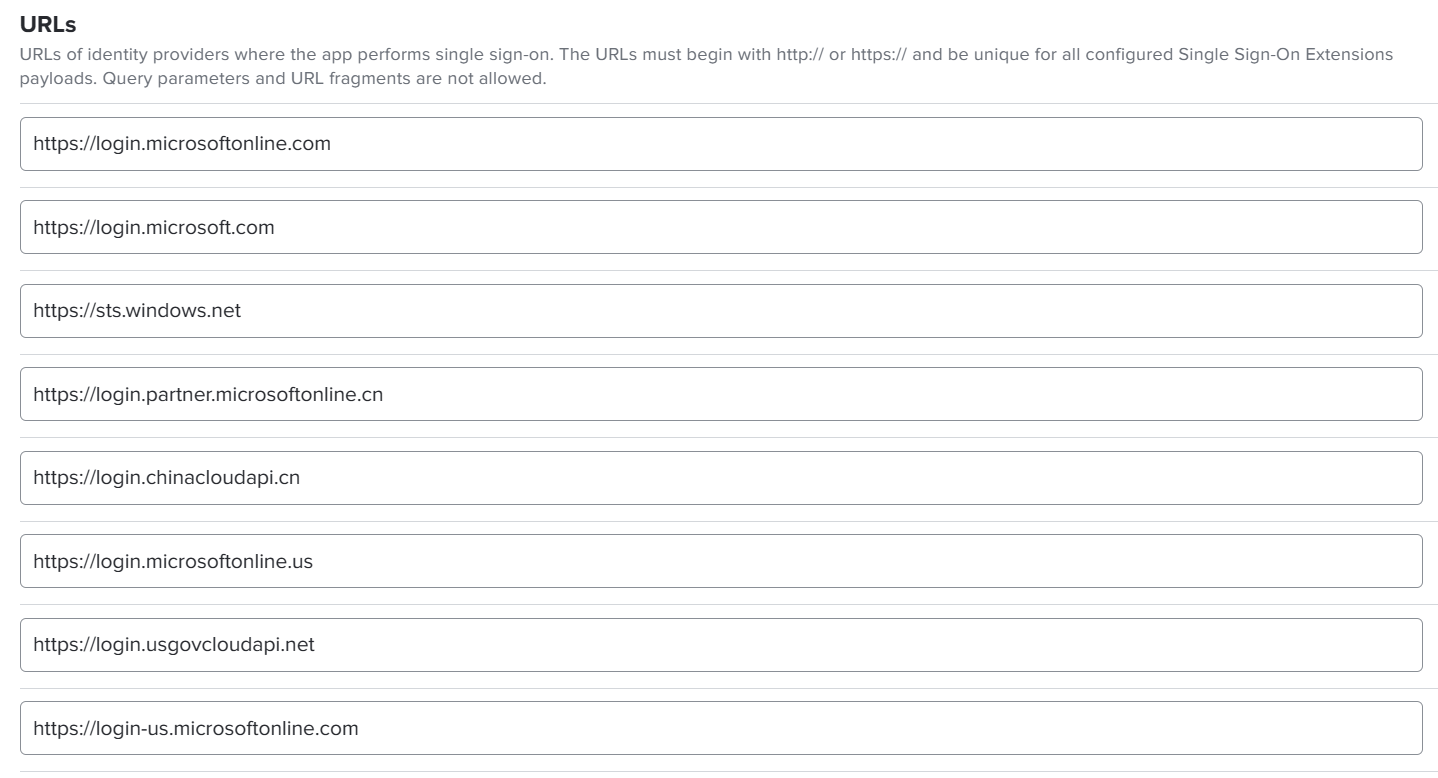 URLs
URLs of identity providers where the app performs single sign-on. The URLs must begin with http:// or https:// and be unique for all configured Single Sign-On Extensions
payloads. Query parameters and URL fragments are not allowed.
https://login.microsoftonline.com
https://login.microsoft.com
https://sts.windows.net
https://login.partner.microsoftonline.cn
https://login.chinacloudapi.cn
https://login.microsoftonline.us
https://login.usgovcloudapi.net
https://login-us.microsoftonline.com